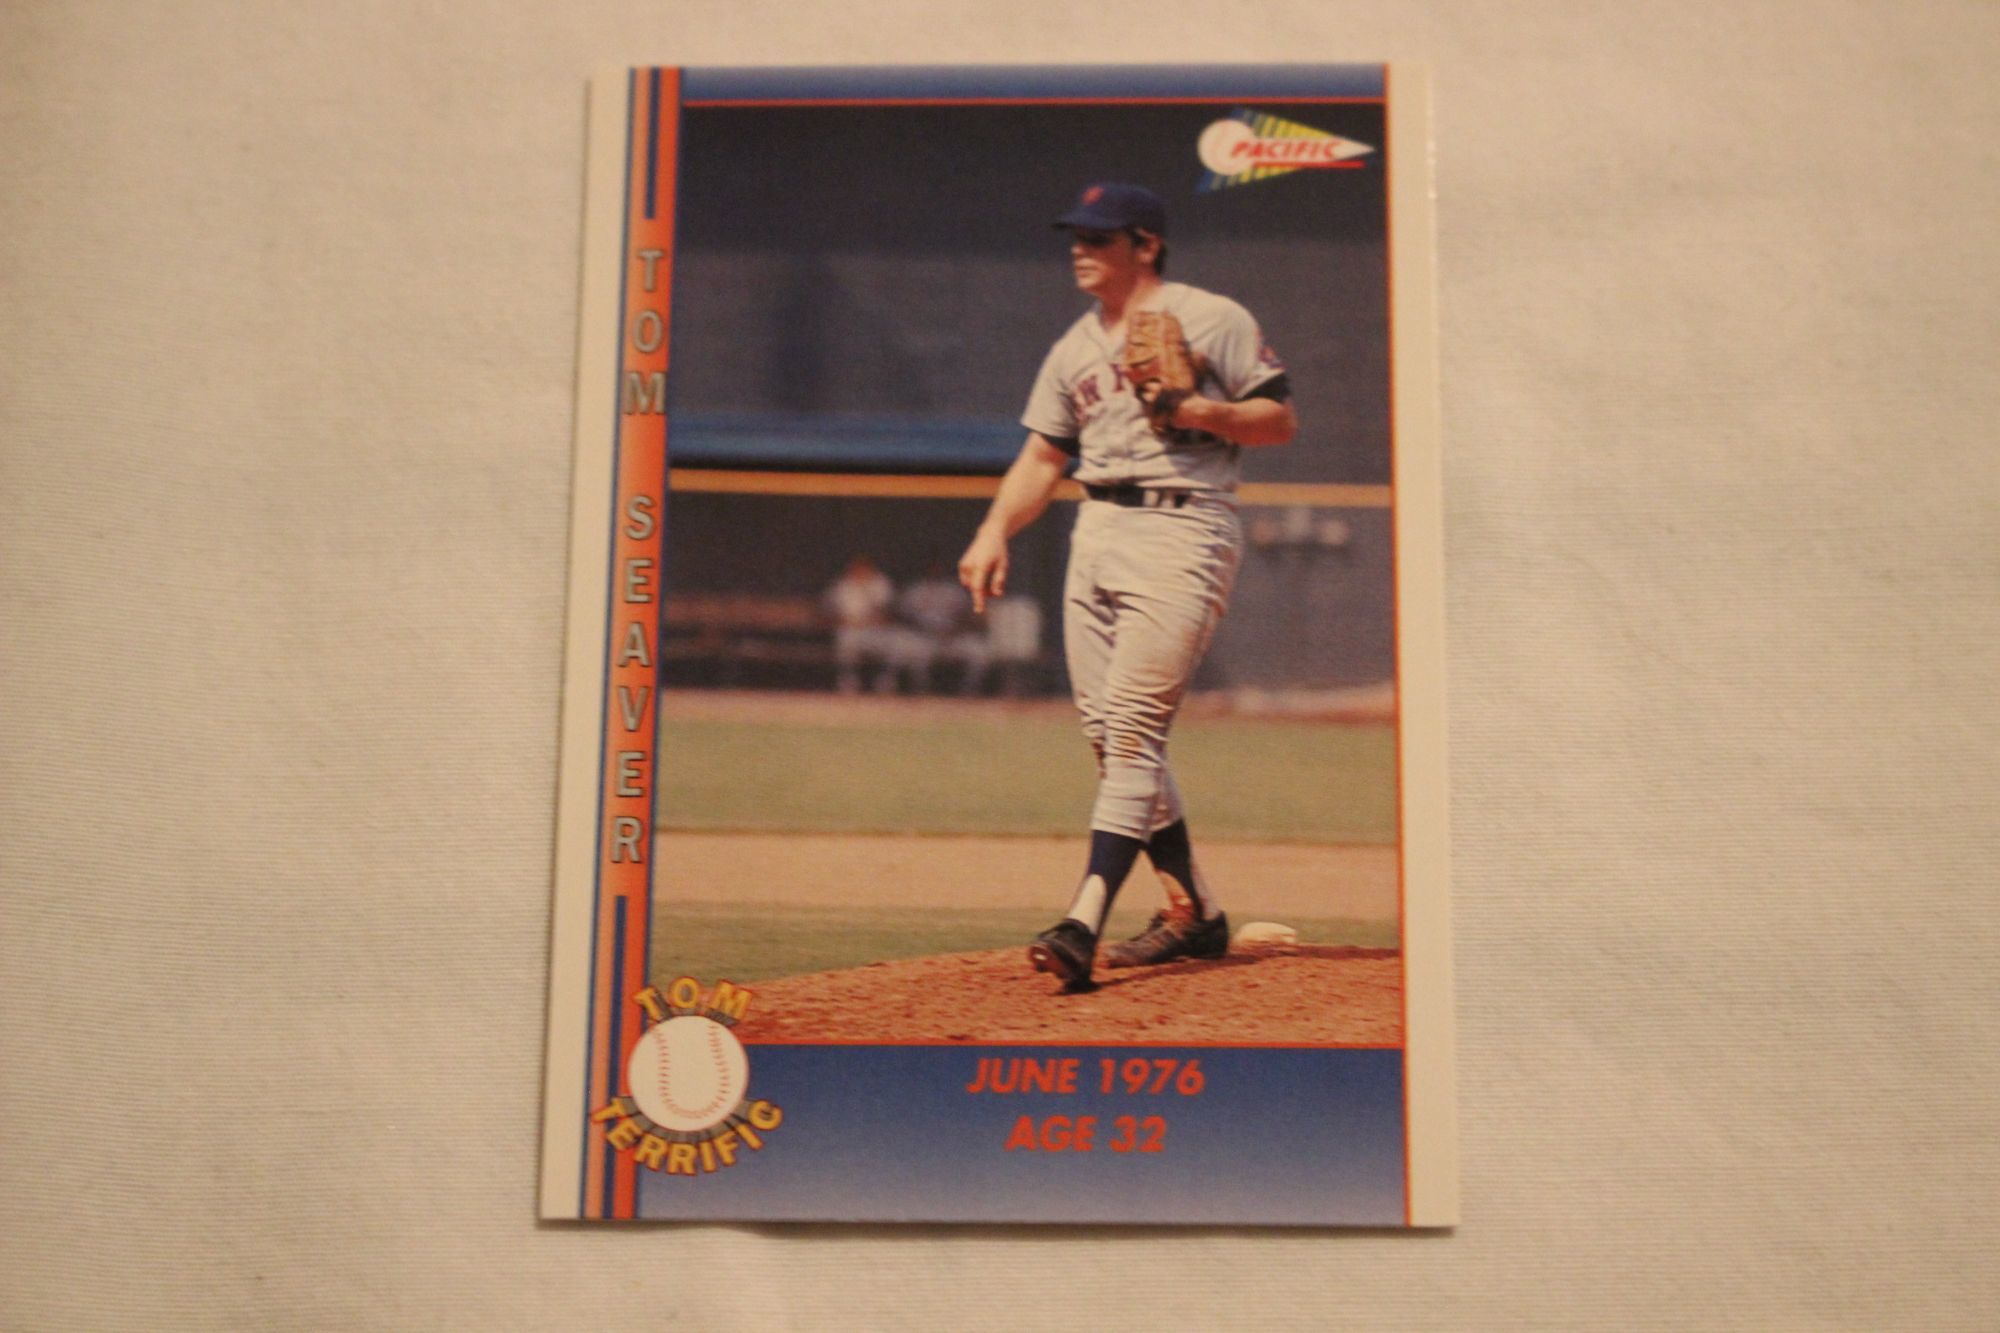 PACIFIC
TOM SEAVER
TOM
TERRIFIC
JUNE 1976
AGE 32